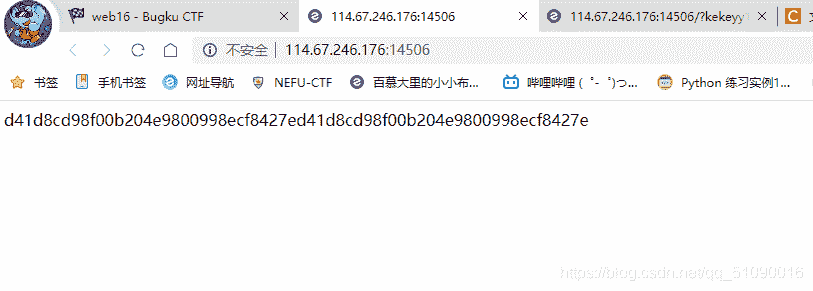 web16 - Bugku CTF
114.67.246.176:14506
114.67.246.176:14506/?kekeyy
不安全 | 114.67.246.176:14506
书签 手机书签 网址导航 NEFU-CTF 百慕大里的小小布... 哔哩哔哩 ( ゜- ゜)つ... Python 练习实例1...
d41d8cd98f00b204e9800998ecf8427ed41d8cd98f00b204e9800998ecf8427e
https://blog.csdn.net/qq_51090016